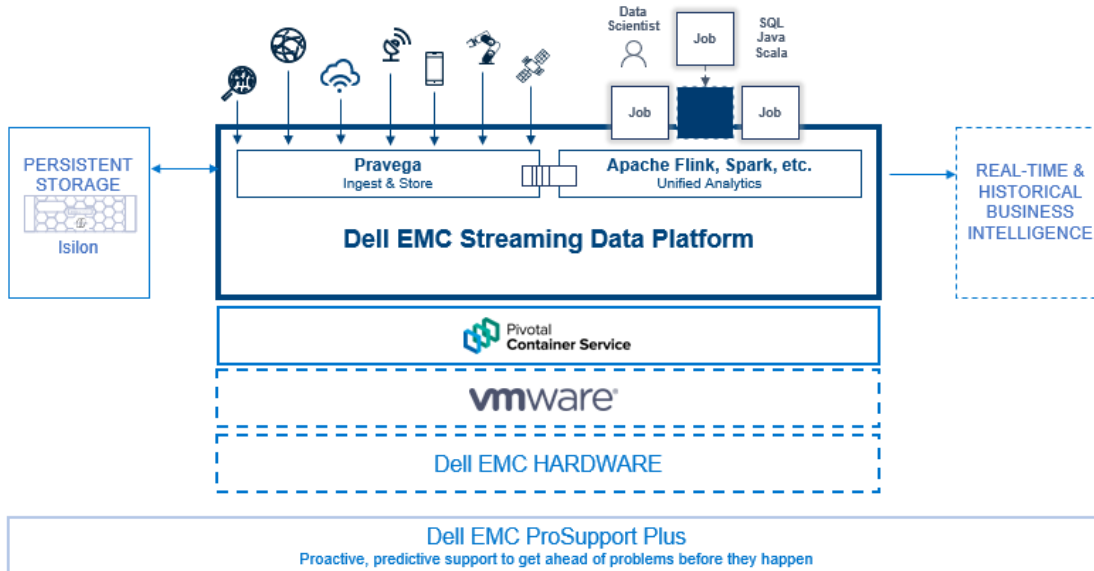 Data
Scientist
Job
SQL
Java
Scala
Job
Job
PERSISTENT
STORAGE
Isilon
Pravega
Ingest & Store
Apache Flink, Spark, etc.
Unified Analytics
Dell EMC Streaming Data Platform
REAL-TIME &
HISTORICAL
BUSINESS
INTELLIGENCE
Pivotal
Container Service
vmware®
Dell EMC HARDWARE
Dell EMC ProSupport Plus
Proactive, predictive support to get ahead of problems before they happen